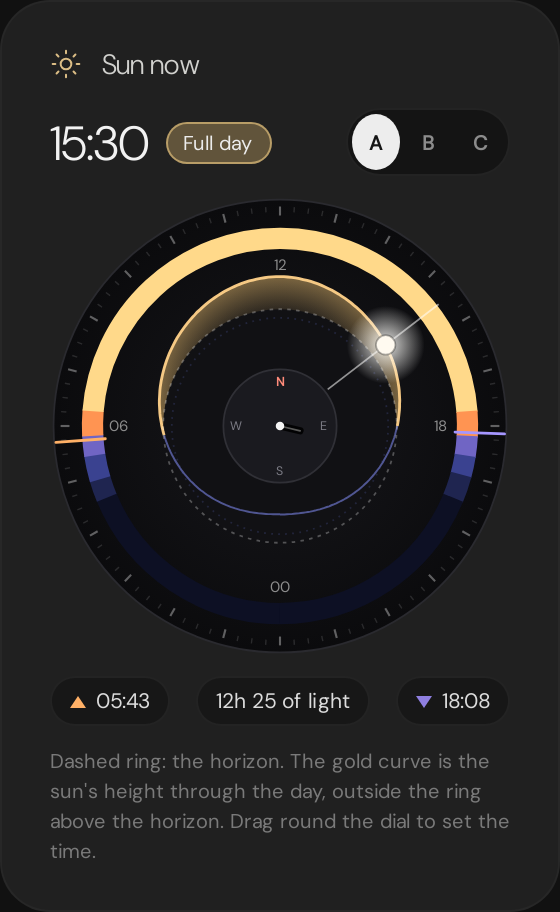 Sun now
15:30
Full day
A B C
12
N
06 W E 18
S
00
05:43
12h 25 of light
18:08
Dashed ring: the horizon. The gold curve is the
sun's height through the day, outside the ring
above the horizon. Drag round the dial to set the
time.